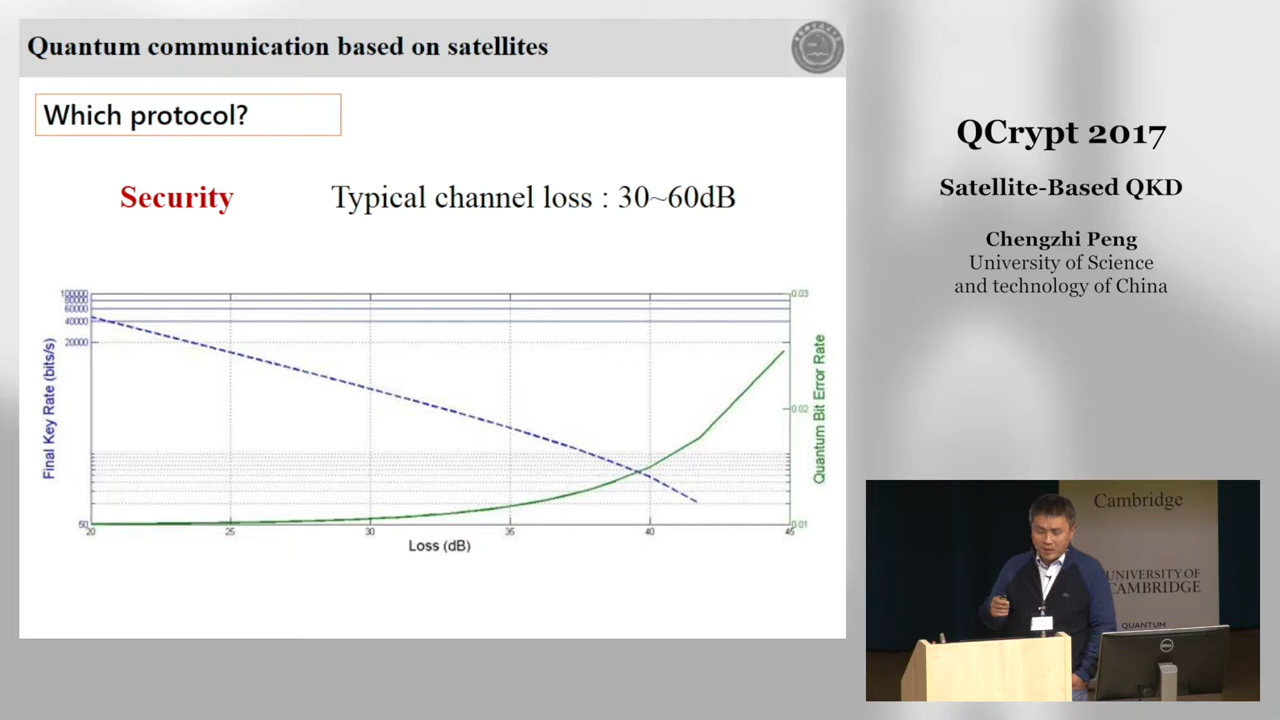 Quantum communication based on satellites
Which protocol?
Security
Typical channel loss : 30~60dB
100000
80000
60000
40000
20000
50
Final Key Rate (bits/s)
0.03
0.02
0.01
Quantum Bit Error Rate
20
25
30
35
40
45
Loss (dB)
QCrypt 2017
Satellite-Based QKD
Chengzhi Peng
University of Science
and technology of China
Cambridge
UNIVERSITY OF
CAMBRIDGE
QUANTUM
DELL